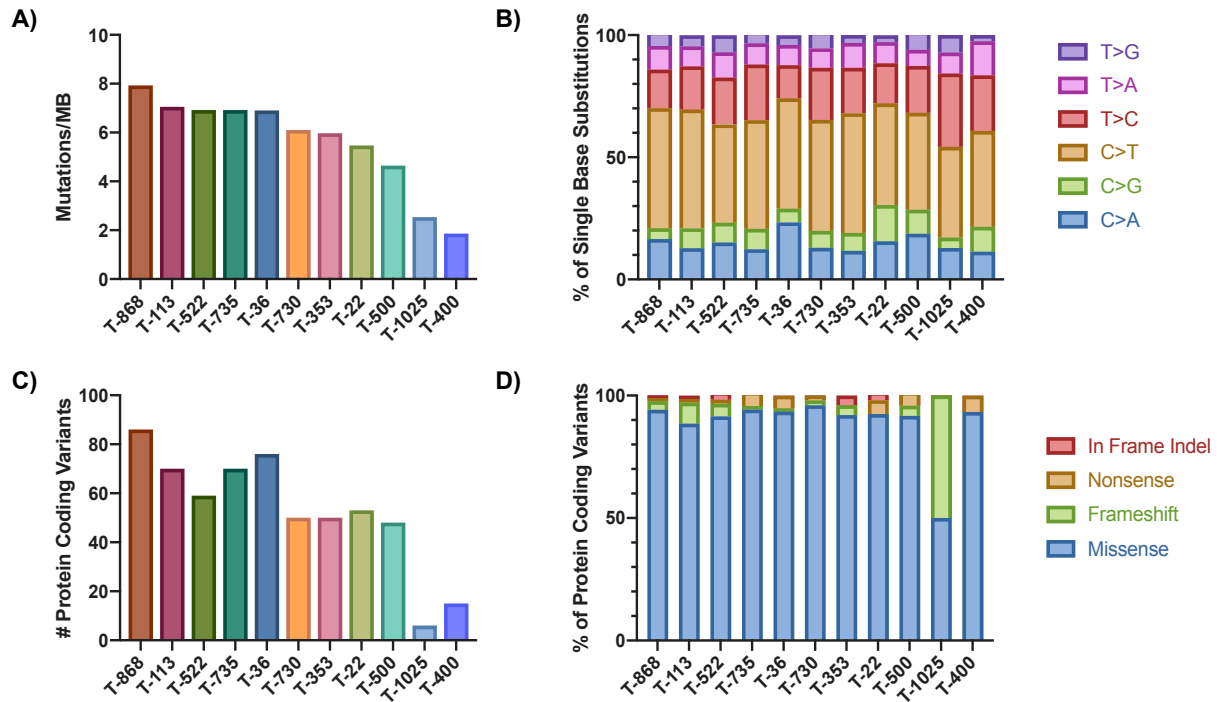 A)
Mutations/MB
10
8
6
4
2
0
T-868
T-113
T-522
T-735
T-36
T-730
T-353
T-22
T-500
T-1025
T-400
B)
% of Single Base Substitutions
100
50
0
T-868
T-113
T-522
T-735
T-36
T-730
T-353
T-22
T-500
T-1025
T-400
T>G
T>A
T>C
C>T
C>G
C>A
C)
# Protein Coding Variants
100
80
60
40
20
0
T-868
T-113
T-522
T-735
T-36
T-730
T-353
T-22
T-500
T-1025
T-400
D)
% of Protein Coding Variants
100
50
0
T-868
T-113
T-522
T-735
T-36
T-730
T-353
T-22
T-500
T-1025
T-400
In Frame Indel
Nonsense
Frameshift
Missense